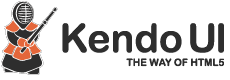 Kendo UI
THE WAY OF HTML5